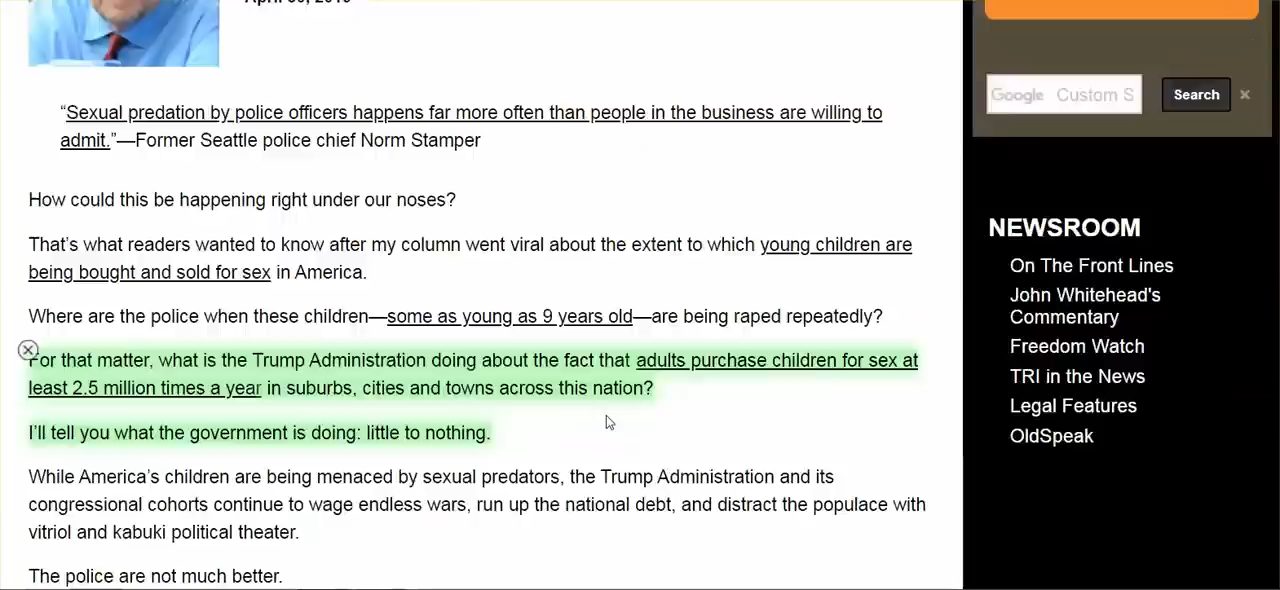 “Sexual predation by police officers happens far more often than people in the business are willing to
admit.”—Former Seattle police chief Norm Stamper
How could this be happening right under our noses?
That’s what readers wanted to know after my column went viral about the extent to which young children are
being bought and sold for sex in America.
Where are the police when these children—some as young as 9 years old—are being raped repeatedly?
For that matter, what is the Trump Administration doing about the fact that adults purchase children for sex at
least 2.5 million times a year in suburbs, cities and towns across this nation?
I’ll tell you what the government is doing: little to nothing.
While America’s children are being menaced by sexual predators, the Trump Administration and its
congressional cohorts continue to wage endless wars, run up the national debt, and distract the populace with
vitriol and kabuki political theater.
The police are not much better.
Google Custom S
Search
×
NEWSROOM
On The Front Lines
John Whitehead's
Commentary
Freedom Watch
TRI in the News
Legal Features
OldSpeak